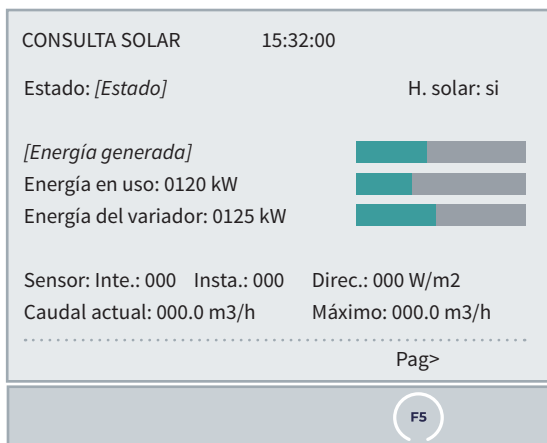 CONSULTA SOLAR 15:32:00
Estado: [Estado] H. solar: si
[Energía generada]
Energía en uso: 0120 kW
Energía del variador: 0125 kW
Sensor: Inte.: 000 Insta.: 000 Direc.: 000 W/m2
Caudal actual: 000.0 m3/h Máximo: 000.0 m3/h
Pag>
F5